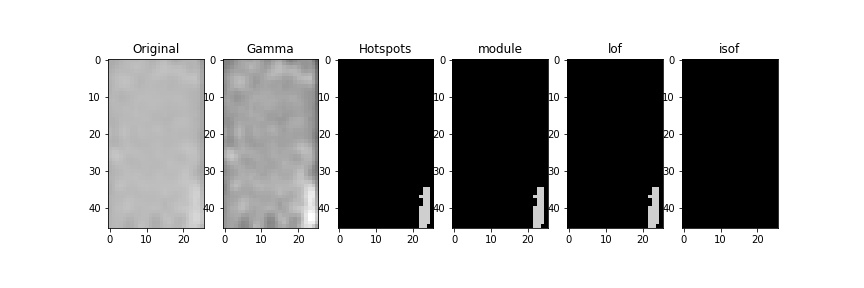 Original Gamma Hotspots module lof isof
0 0 0 0 0 0
10 10 10 10 10 10
20 20 20 20 20 20
30 30 30 30 30 30
40 40 40 40 40 40
0 10 20 0 10 20 0 10 20 0 10 20 0 10 20 0 10 20